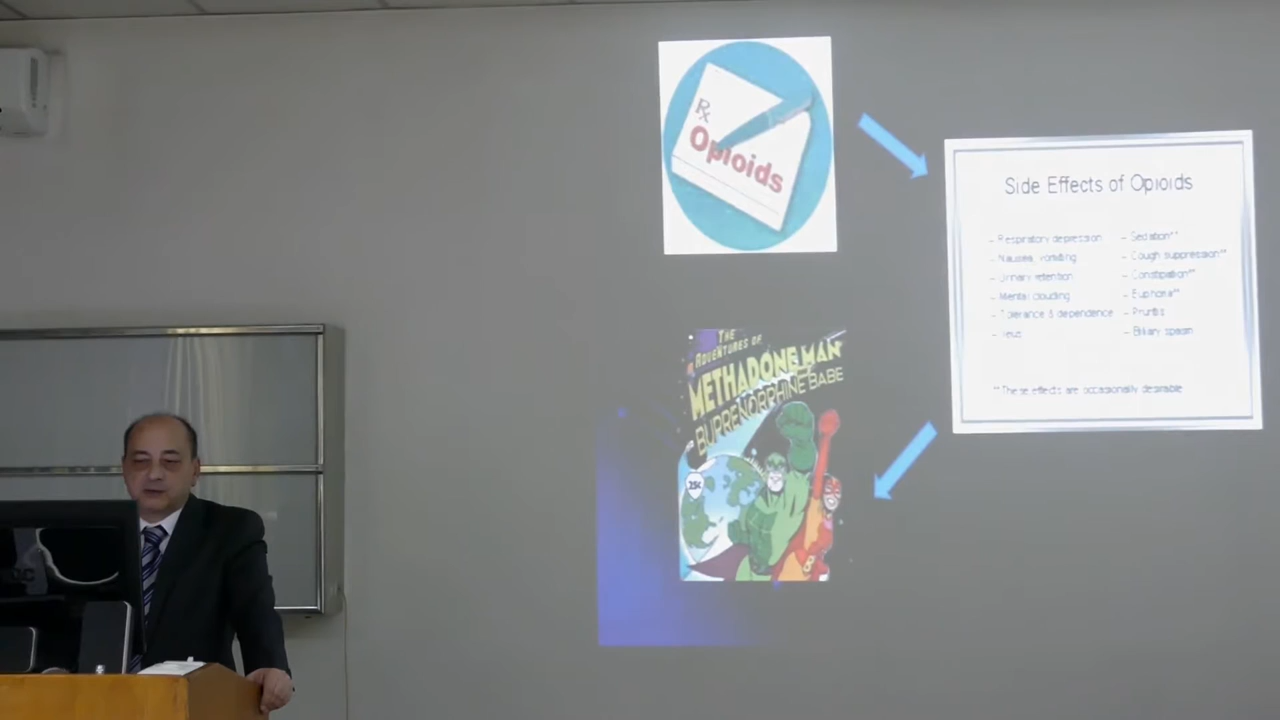 Rx
Opioids
Side Effects of Opioids
– Respiratory depression
– Nausea, vomiting
– Urinary retention
– Mental clouding
– Tolerance & dependence
– Ileus
– Sedation**
– Cough suppression**
– Constipation**
– Euphoria**
– Pruritis
– Biliary spasm
**These effects are occasionally desirable
THE
ADVENTURES OF
METHADONE MAN
BUPRENORPHINE BABE
25¢